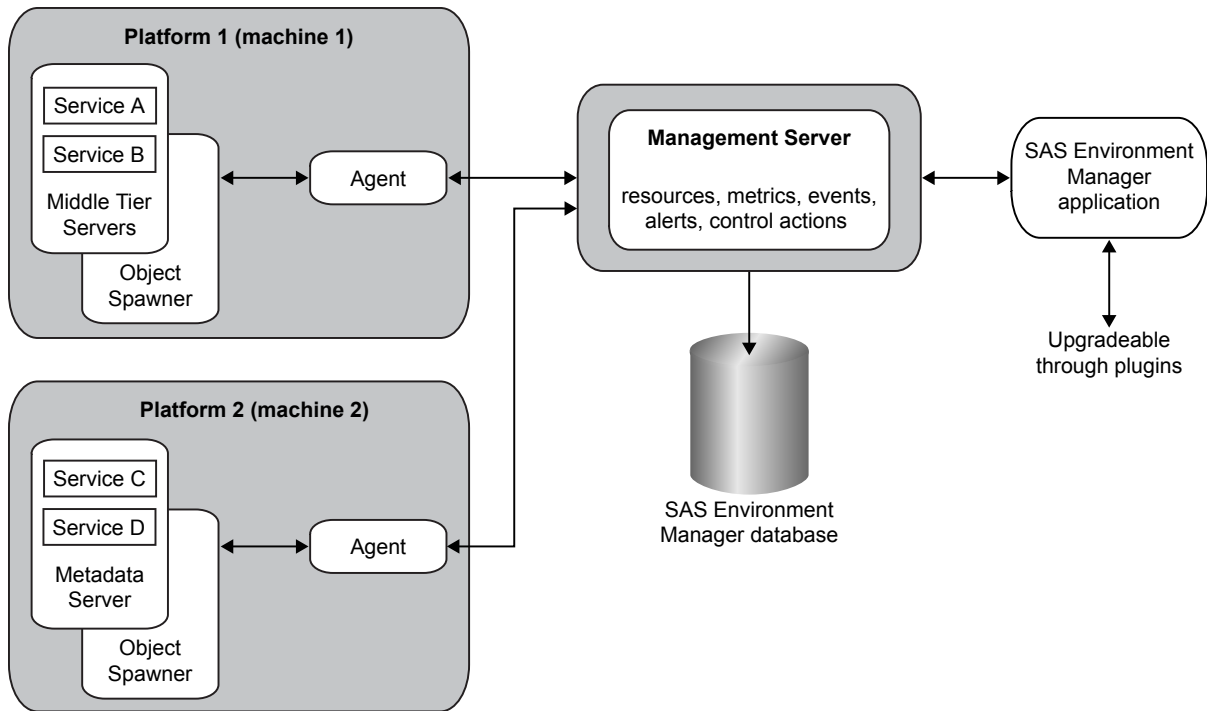 Platform 1 (machine 1)
Service A
Service B
Middle Tier
Servers
Object
Spawner
Agent
Platform 2 (machine 2)
Service C
Service D
Metadata
Server
Object
Spawner
Agent
Management Server
resources, metrics, events,
alerts, control actions
SAS Environment
Manager database
SAS Environment
Manager
application
Upgradeable
through plugins